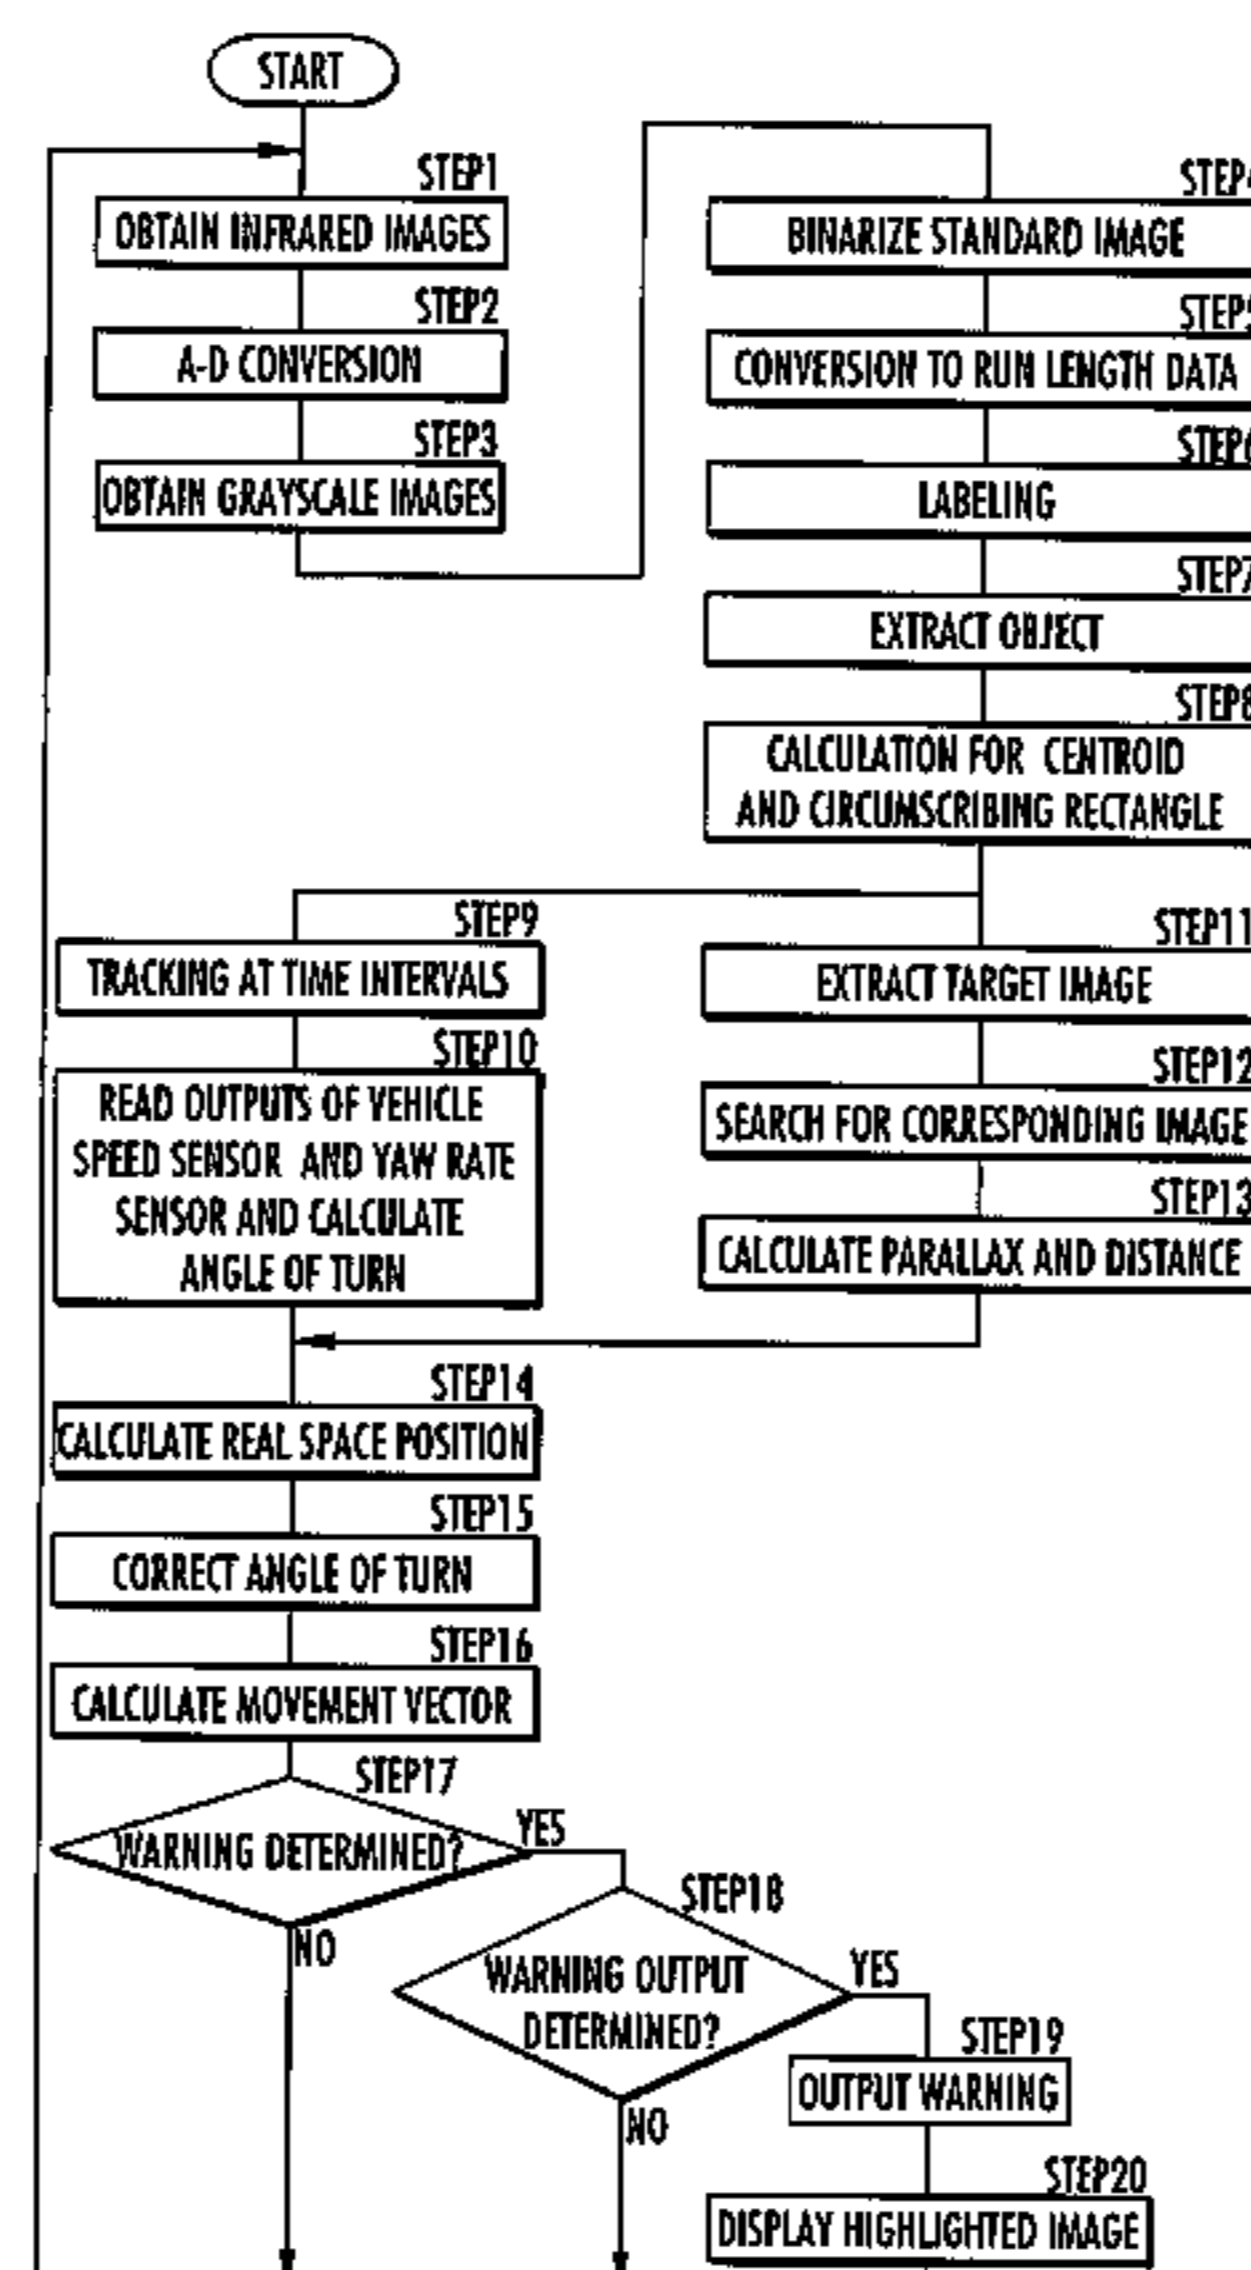 START
STEP1
OBTAIN INFRARED IMAGES
STEP2
A-D CONVERSION
STEP3
OBTAIN GRAYSCALE IMAGES
STEP4
BINARIZE STANDARD IMAGE
STEP5
CONVERSION TO RUN LENGTH DATA
STEP6
LABELING
STEP7
EXTRACT OBJECT
STEP8
CALCULATION FOR CENTROID
AND CIRCUMSCRIBING RECTANGLE
STEP9
TRACKING AT TIME INTERVALS
STEP10
READ OUTPUTS OF VEHICLE
SPEED SENSOR AND YAW RATE
SENSOR AND CALCULATE
ANGLE OF TURN
STEP11
EXTRACT TARGET IMAGE
STEP12
SEARCH FOR CORRESPONDING IMAGE
STEP13
CALCULATE PARALLAX AND DISTANCE
STEP14
CALCULATE REAL SPACE POSITION
STEP15
CORRECT ANGLE OF TURN
STEP16
CALCULATE MOVEMENT VECTOR
STEP17
WARNING DETERMINED?
YES
NO
STEP18
WARNING OUTPUT
DETERMINED?
YES
NO
STEP19
OUTPUT WARNING
STEP20
DISPLAY HIGHLIGHTED IMAGE